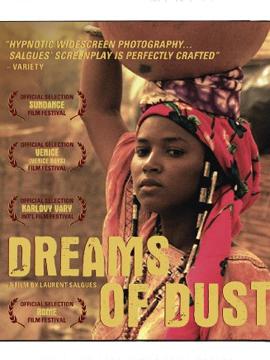 "HYPNOTIC WIDESCREEN PHOTOGRAPHY...
SALGUES' SCREENPLAY IS PERFECTLY CRAFTED"
- VARIETY
OFFICIAL SELECTION
SUNDANCE
FILM FESTIVAL
OFFICIAL SELECTION
VENICE
(VENICE DAYS)
FILM FESTIVAL
OFFICIAL SELECTION
KARLOVY VARY
INT'L FILM FESTIVAL
DREAMS
A FILM BY LAURENT SALGUES
OF DUST
OFFICIAL SELECTION
ROME
FILM FESTIVAL